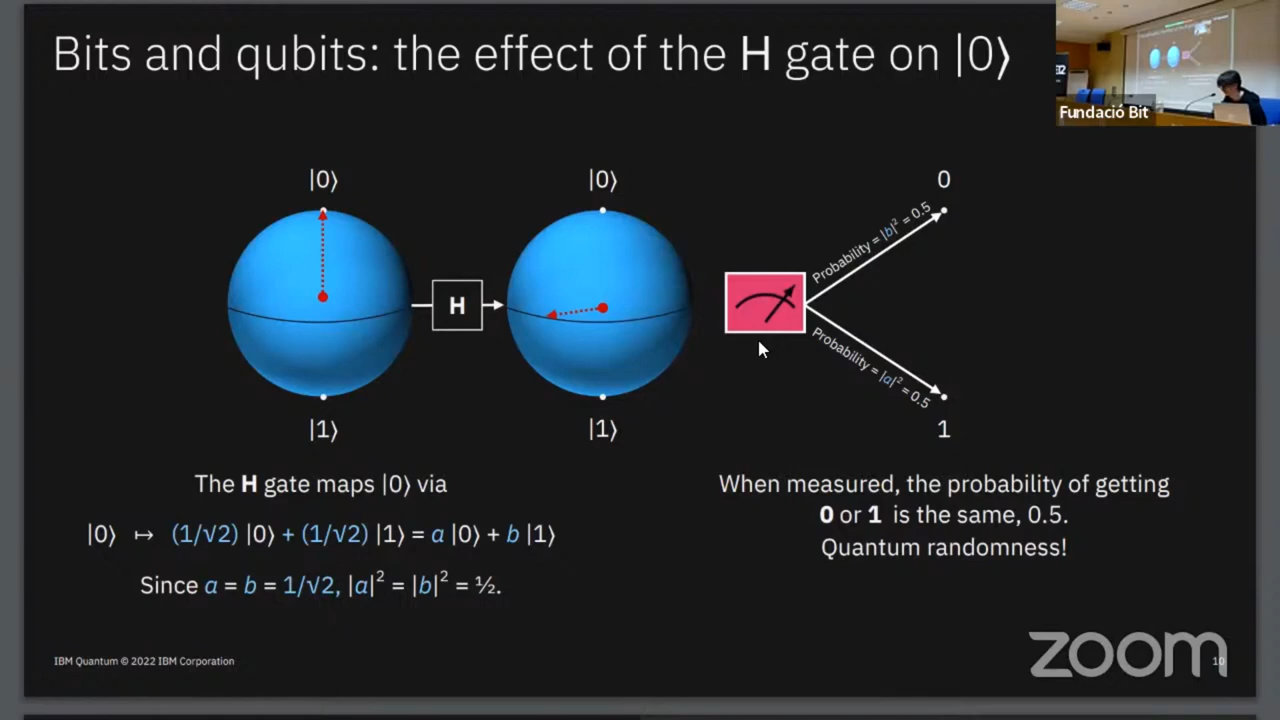 Bits and qubits: the effect of the H gate on |0⟩
Fundació Bit
|0⟩
|0⟩
0
H
Probability = |b|² = 0.5
Probability = |a|² = 0.5
|1⟩
|1⟩
1
The H gate maps |0⟩ via
|0⟩ ↦ (1/√2) |0⟩ + (1/√2) |1⟩ = a |0⟩ + b |1⟩
Since a = b = 1/√2, |a|² = |b|² = ½.
When measured, the probability of getting
0 or 1 is the same, 0.5.
Quantum randomness!
IBM Quantum © 2022 IBM Corporation
zoom
10